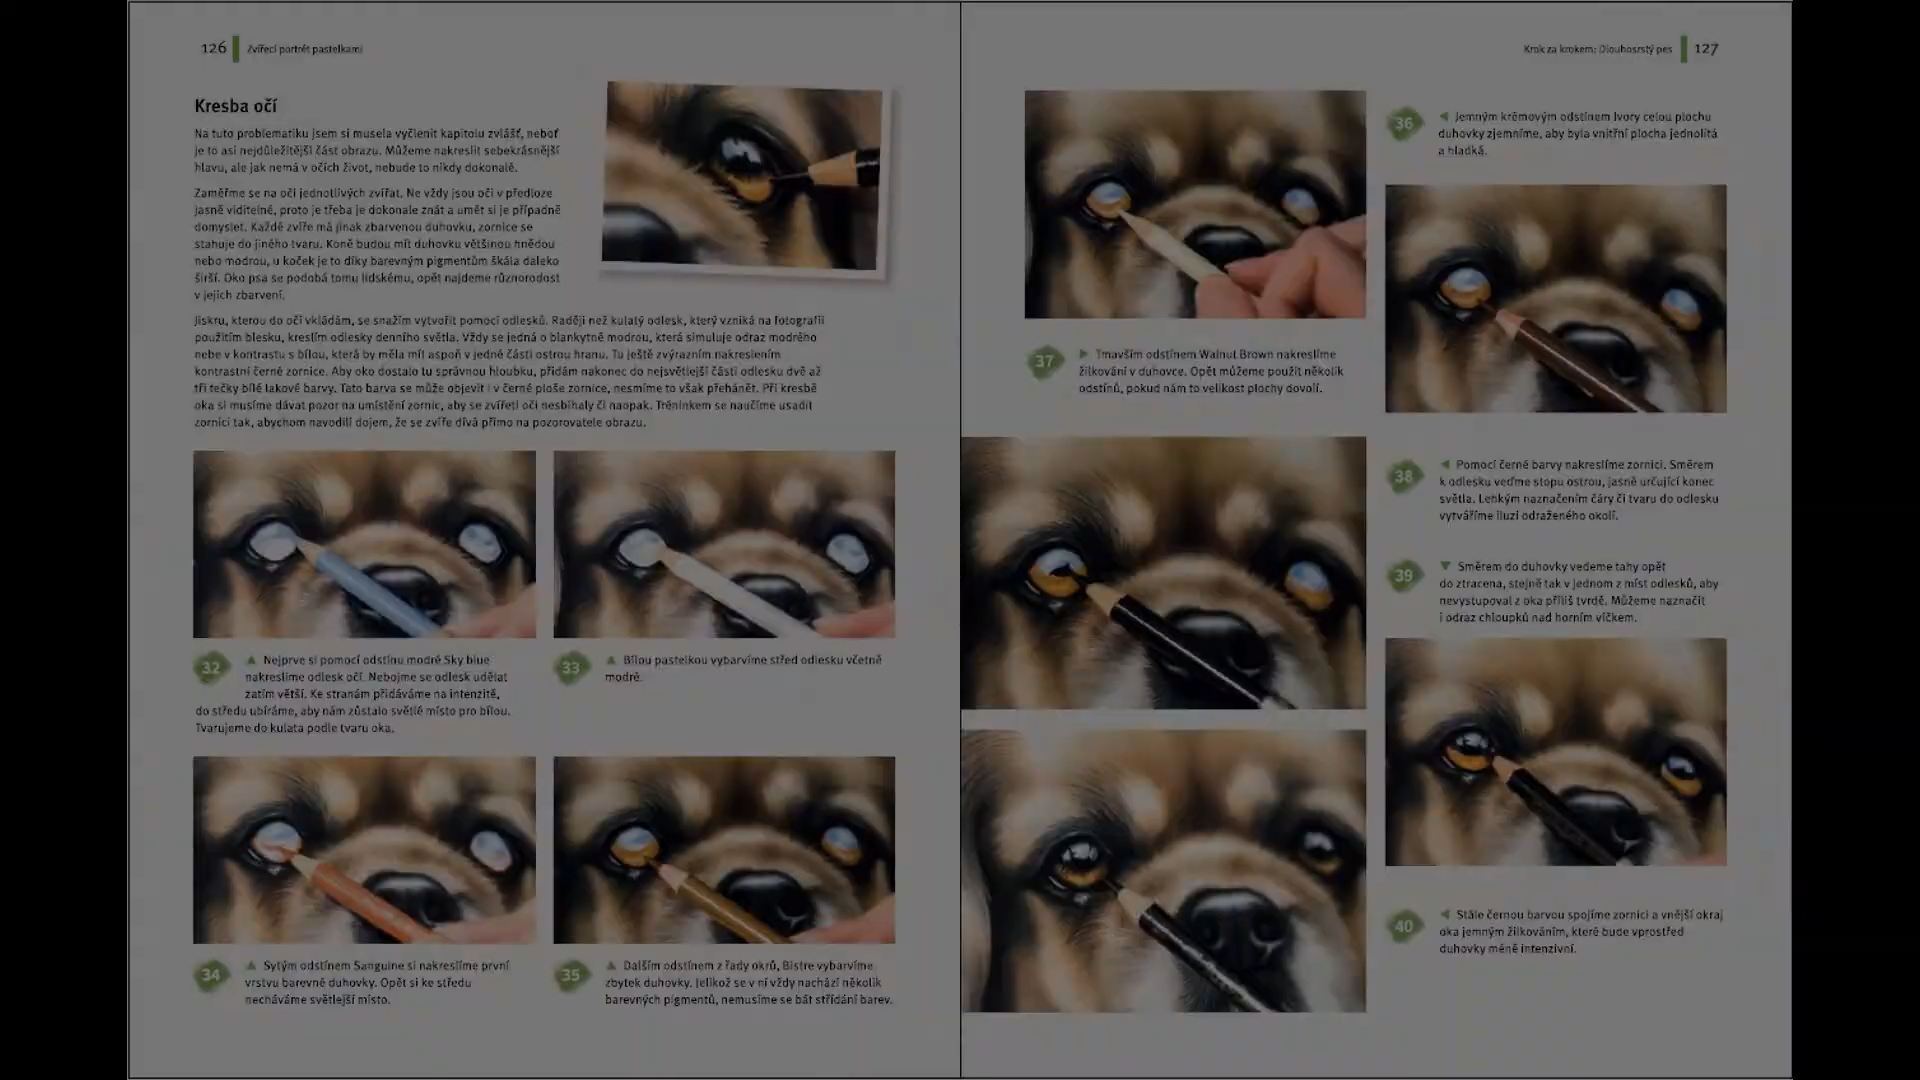 126 Zvířecí portrét pastelkami
Kresba očí
Na tuto problematiku jsem si musela vyčlenit kapitolu zvlášť, neboť
je to asi nejdůležitější část obrazu. Můžeme nakreslit sebekrásnější
hlavu, ale jak nemá v očích život, nebude to nikdy dokonalé.
Zaměřme se na oči jednotlivých zvířat. Ne vždy jsou oči v předloze
jasně viditelné, proto je třeba je dokonale znát a umět si je případně
domyslet. Každé zvíře má jinak zbarvenou duhovku, zornice se
stahuje do jiného tvaru. Koně budou mít duhovku většinou hnědou
nebo modrou, u koček je to díky barevným pigmentům škála daleko
širší. Oko psa se podobá tomu lidskému, opět najdeme různorodost
v jejich zbarvení.
Jiskru, kterou do očí vkládám, se snažím vytvořit pomocí odlesků. Raději než kulatý odlesk, který vzniká na fotografii
použitím blesku, kreslím odlesky denního světla. Vždy se jedná o blankytně modrou, která simuluje odraz modrého
nebe v kontrastu s bílou, která by měla mít aspoň v jedné části ostrou hranu. Tu ještě zvýrazním nakreslením
kontrastní černé zornice. Aby oko dostalo tu správnou hloubku, přidám nakonec do nejsvětlejší části odlesku dvě až
tři tečky bílé lakové barvy. Tato barva se může objevit i v černé ploše zornice, nesmíme to však přehánět. Při kresbě
oka si musíme dávat pozor na umístění zornic, aby se zvířeti oči nesbíhaly či naopak. Tréninkem se naučíme usadit
zornici tak, abychom navodili dojem, že se zvíře dívá přímo na pozorovatele obrazu.
32 ▲ Nejprve si pomocí odstínu modré Sky blue
nakreslíme odlesk očí. Nebojme se odlesk udělat
zatím větší. Ke stranám přidáváme na intenzitě,
do středu ubíráme, aby nám zůstalo světlé místo pro bílou.
Tvarujeme do kulata podle tvaru oka.
33 ▲ Bílou pastelkou vybarvíme střed odlesku včetně
modré.
34 ▲ Sytým odstínem Sanguine si nakreslíme první
vrstvu barevné duhovky. Opět si ke středu
necháváme světlejší místo.
35 ▲ Dalším odstínem z řady okrů, Bistre vybarvíme
zbytek duhovky. Jelikož se v ní vždy nachází několik
barevných pigmentů, nemusíme se bát střídání barev.
Krok za krokem: Dlouhosrstý pes 127
36 ◄ Jemným krémovým odstínem Ivory celou plochu
duhovky zjemníme, aby byla vnitřní plocha jednolitá
a hladká.
37 ► Tmavším odstínem Walnut Brown nakreslíme
žilkování v duhovce. Opět můžeme použít několik
odstínů, pokud nám to velikost plochy dovolí.
38 ◄ Pomocí černé barvy nakreslíme zornici. Směrem
k odlesku veďme stopu ostrou, jasně určující konec
světla. Lehkým naznačením čáry či tvaru do odlesku
vytváříme iluzi odraženého okolí.
39 ▼ Směrem do duhovky vedeme tahy opět
do ztracena, stejně tak v jednom z míst odlesků, aby
nevystupoval z oka příliš tvrdě. Můžeme naznačit
i odraz chloupků nad horním víčkem.
40 ◄ Stále černou barvou spojíme zornici a vnější okraj
oka jemným žilkováním, které bude vprostřed
duhovky méně intenzivní.